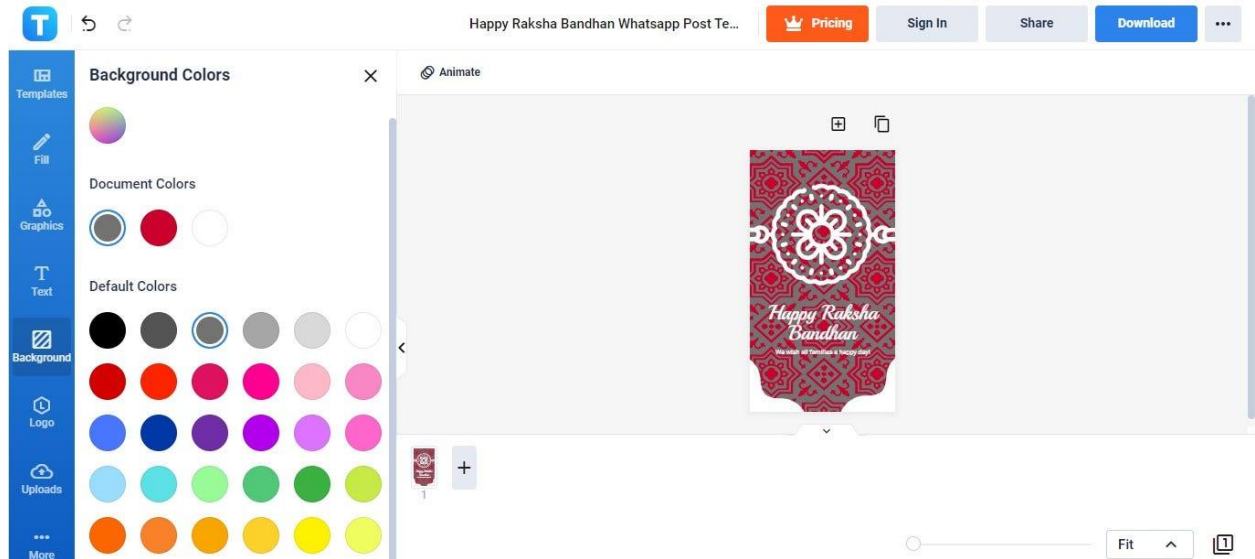 T
Happy Raksha Bandhan Whatsapp Post Te...
Pricing
Sign In
Share
Download
Templates
Fill
Graphics
Text
Background
Logo
Uploads
More
Background Colors
Document Colors
Default Colors
Animate
Happy Raksha
Bandhan
We wish all families a happy day!
1
Fit
1